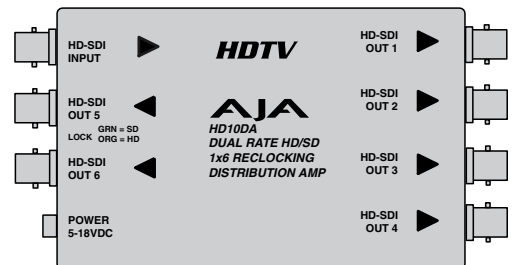 HD-SDI
INPUT
HD-SDI
OUT 5
LOCK GRN = SD
ORG = HD
HD-SDI
OUT 6
POWER
5-18VDC
HDTV
AJA
HD10DA
DUAL RATE HD/SD
1x6 RECLOCKING
DISTRIBUTION AMP
HD-SDI
OUT 1
HD-SDI
OUT 2
HD-SDI
OUT 3
HD-SDI
OUT 4